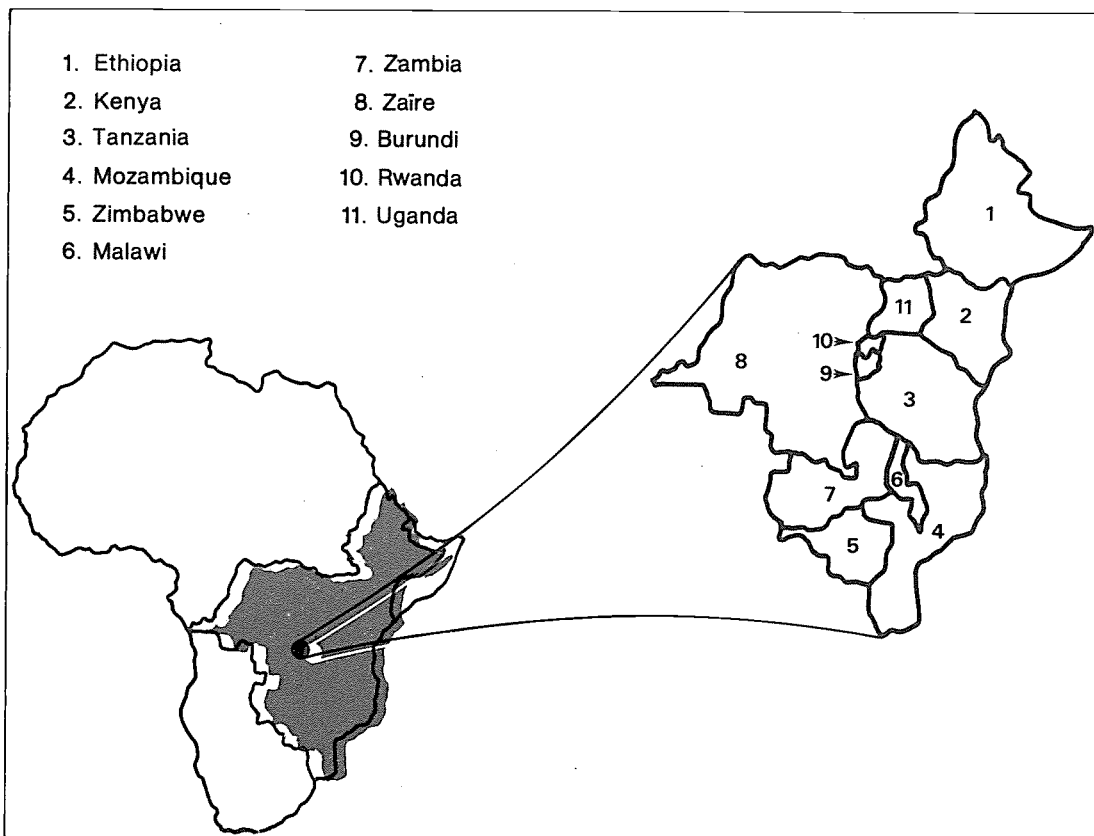 1. Ethiopia
2. Kenya
3. Tanzania
4. Mozambique
5. Zimbabwe
6. Malawi
7. Zambia
8. Zaïre
9. Burundi
10. Rwanda
11. Uganda
1
11
2
10
8
9
3
6
7
4
5